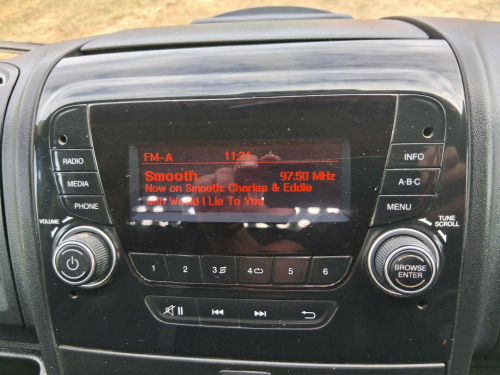 FM-A 11:21
Smooth 97.50 MHz
Now on Smooth: Charles & Eddie
Would I Lie To You
RADIO
MEDIA
PHONE
INFO
A-B-C
MENU
VOLUME
TUNE
SCROLL
1 2 3 4 5 6
BROWSE
ENTER